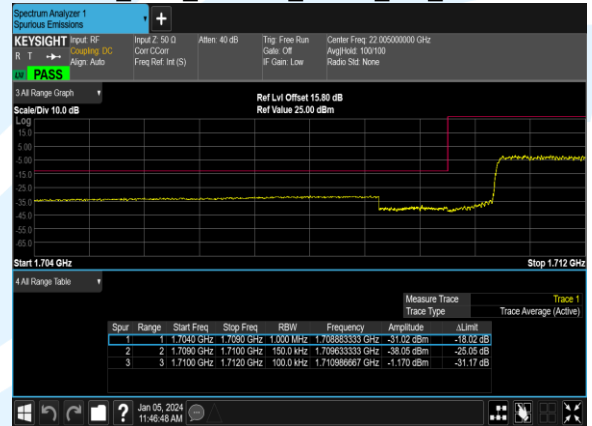 Spectrum Analyzer 1
Spurious Emissions
KEYSIGHT Input: RF Input Z: 50 Ω Atten: 40 dB Trig: Free Run Center Freq: 22.005000000 GHz
R T Coupling: DC Corr CCorr Gate: Off Avg|Hold: 100/100
Align: Auto Freq Ref: Int (S) IF Gain: Low Radio Std: None
PASS
3 All Range Graph
Ref Lvl Offset 15.80 dB
Scale/Div 10.0 dB Ref Value 25.00 dBm
Log
15.0
5.00
-5.00
-15.0
-25.0
-35.0
-45.0
-55.0
-65.0
Start 1.704 GHz Stop 1.712 GHz
4 All Range Table
Measure Trace Trace 1
Trace Type Trace Average (Active)
Spur Range Start Freq Stop Freq RBW Frequency Amplitude ΔLimit
1 1 1.7040 GHz 1.7090 GHz 1.000 MHz 1.708883333 GHz -31.02 dBm -18.02 dB
2 2 1.7090 GHz 1.7100 GHz 150.0 kHz 1.709633333 GHz -38.05 dBm -25.05 dB
3 3 1.7100 GHz 1.7120 GHz 100.0 kHz 1.710986667 GHz -1.170 dBm -31.17 dB
? Jan 05, 2024
11:46:48 AM